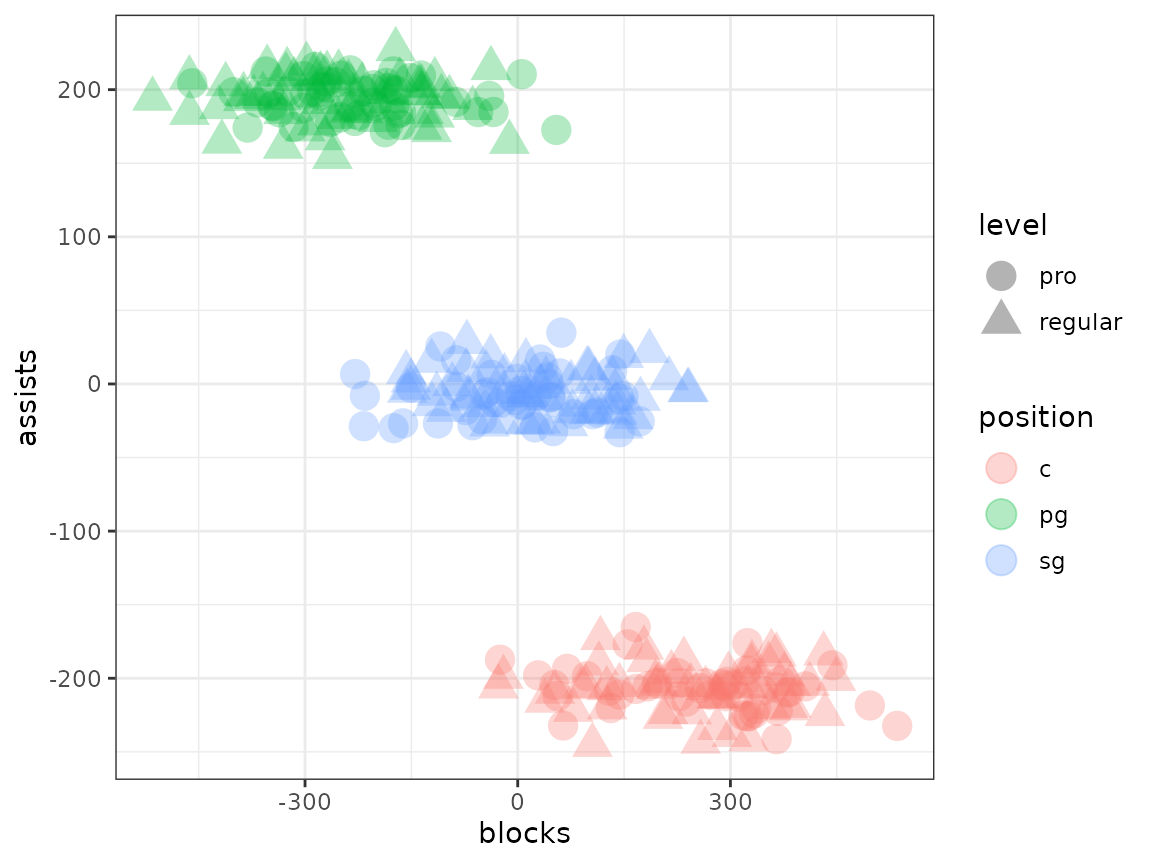 200
100
0
-100
-200
assists
-300
0
300
blocks
level
pro
regular
position
c
pg
sg